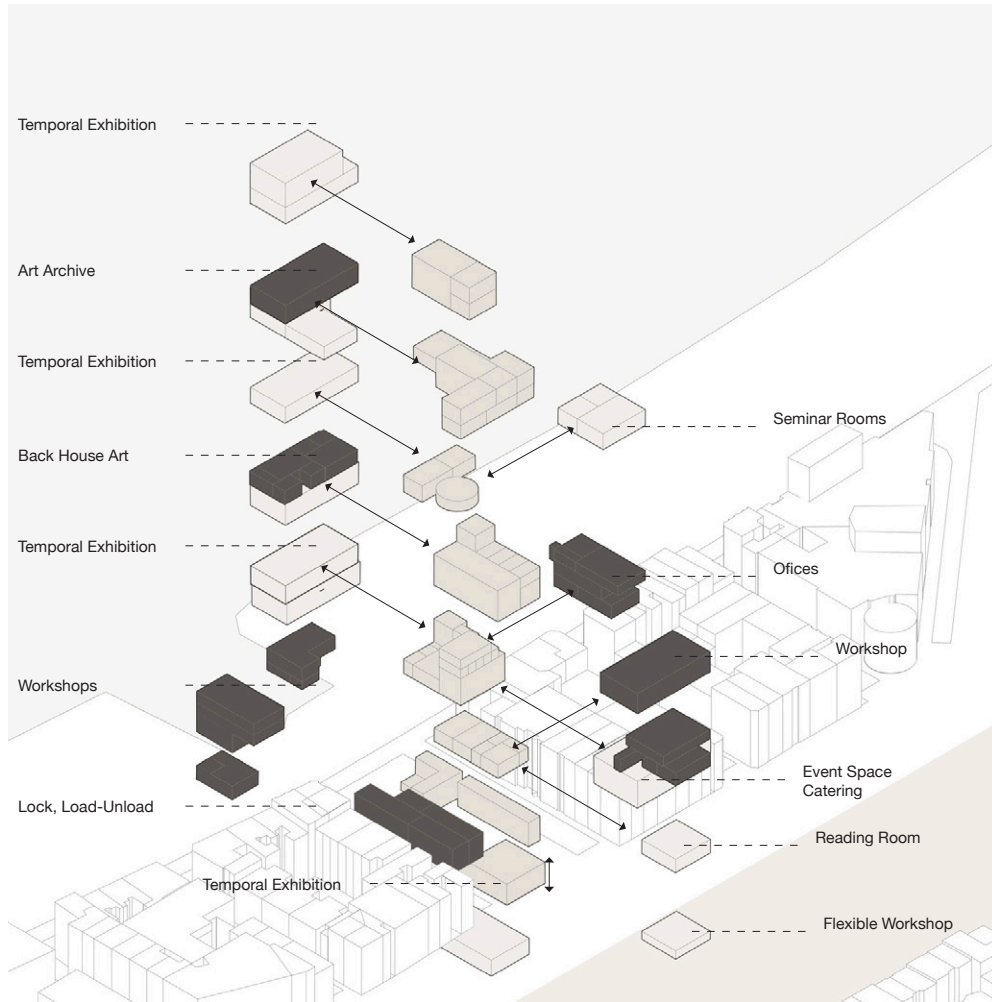 Temporal Exhibition
Art Archive
Temporal Exhibition
Seminar Rooms
Back House Art
Temporal Exhibition
Ofices
Workshop
Workshops
Event Space
Catering
Lock, Load-Unload
Reading Room
Temporal Exhibition
Flexible Workshop